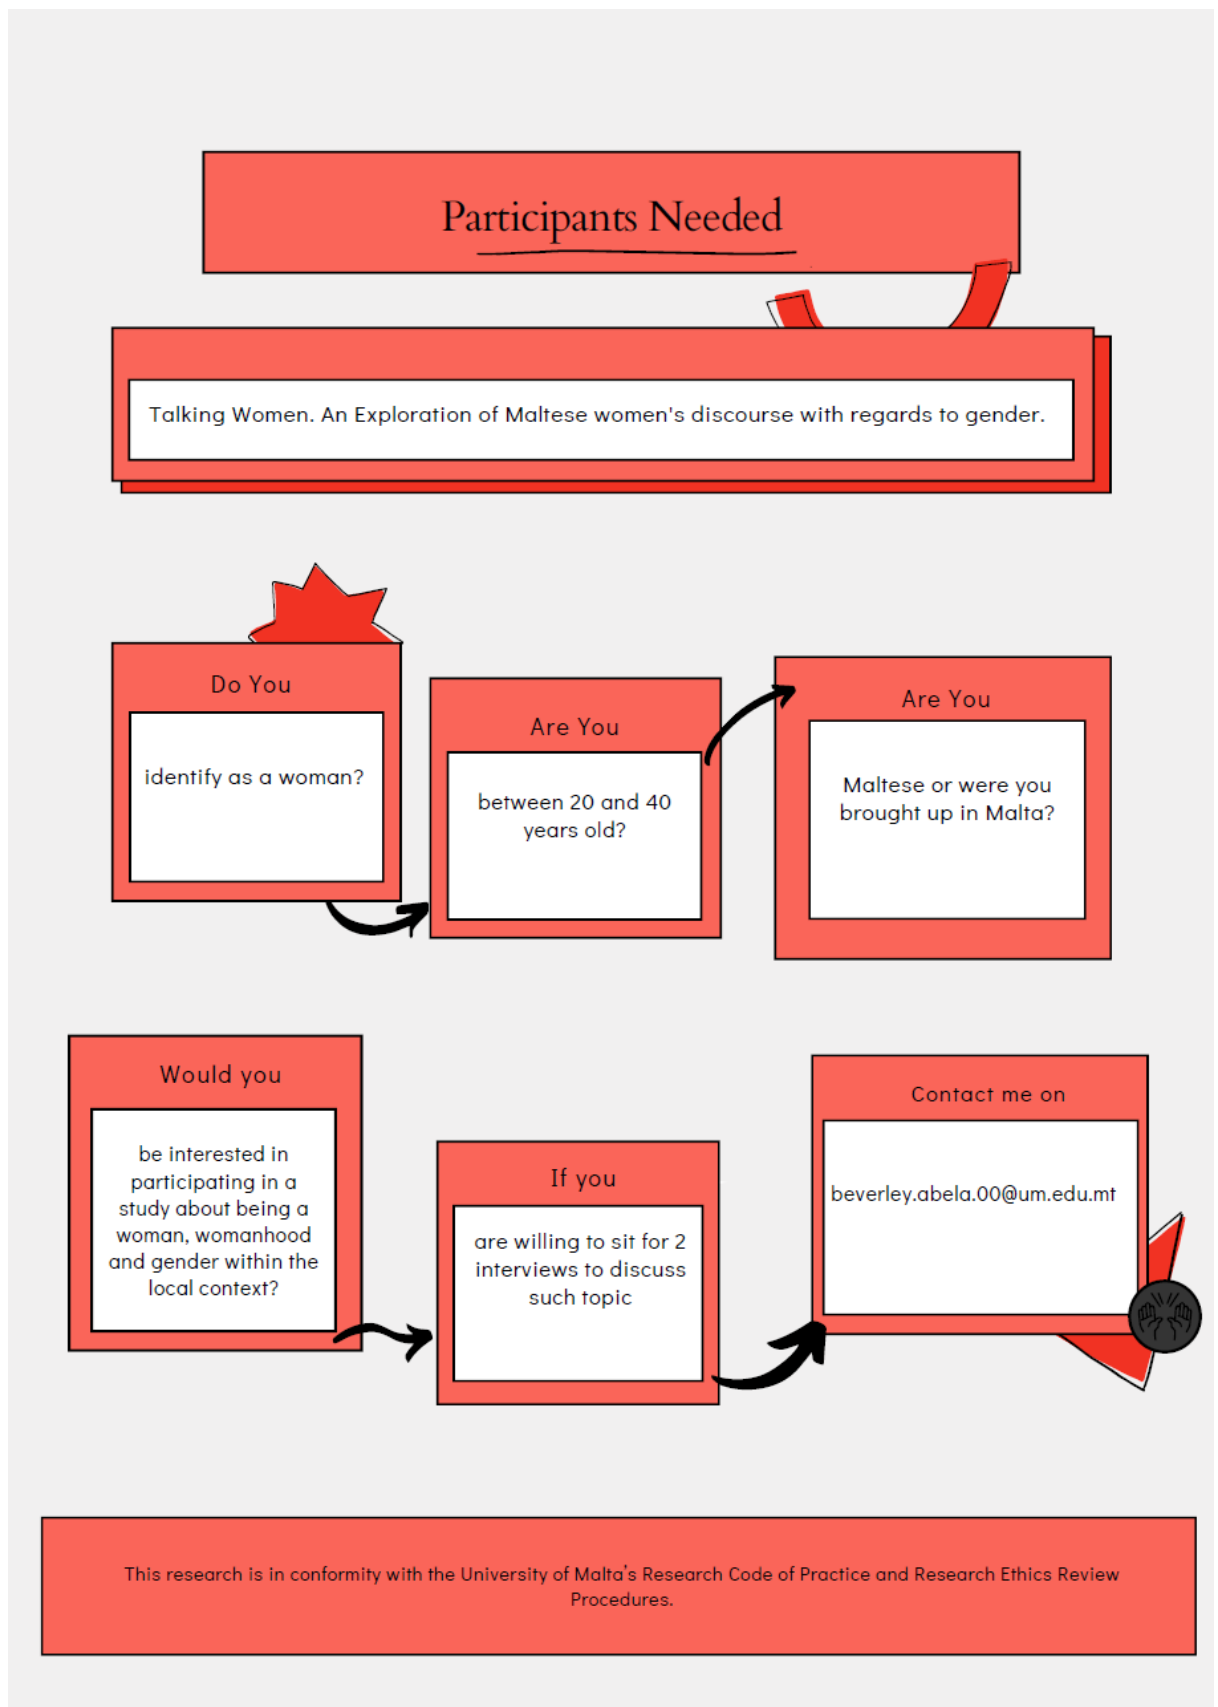 Participants Needed
Talking Women. An Exploration of Maltese women's discourse with regards to gender.
Do You
identify as a woman?
Are You
between 20 and 40
years old?
Are You
Maltese or were you
brought up in Malta?
Would you
be interested in
participating in a
study about being a
woman, womanhood
and gender within the
local context?
If you
are willing to sit for 2
interviews to discuss
such topic
Contact me on
beverley.abela.00@um.edu.mt
This research is in conformity with the University of Malta's Research Code of Practice and Research Ethics Review
Procedures.